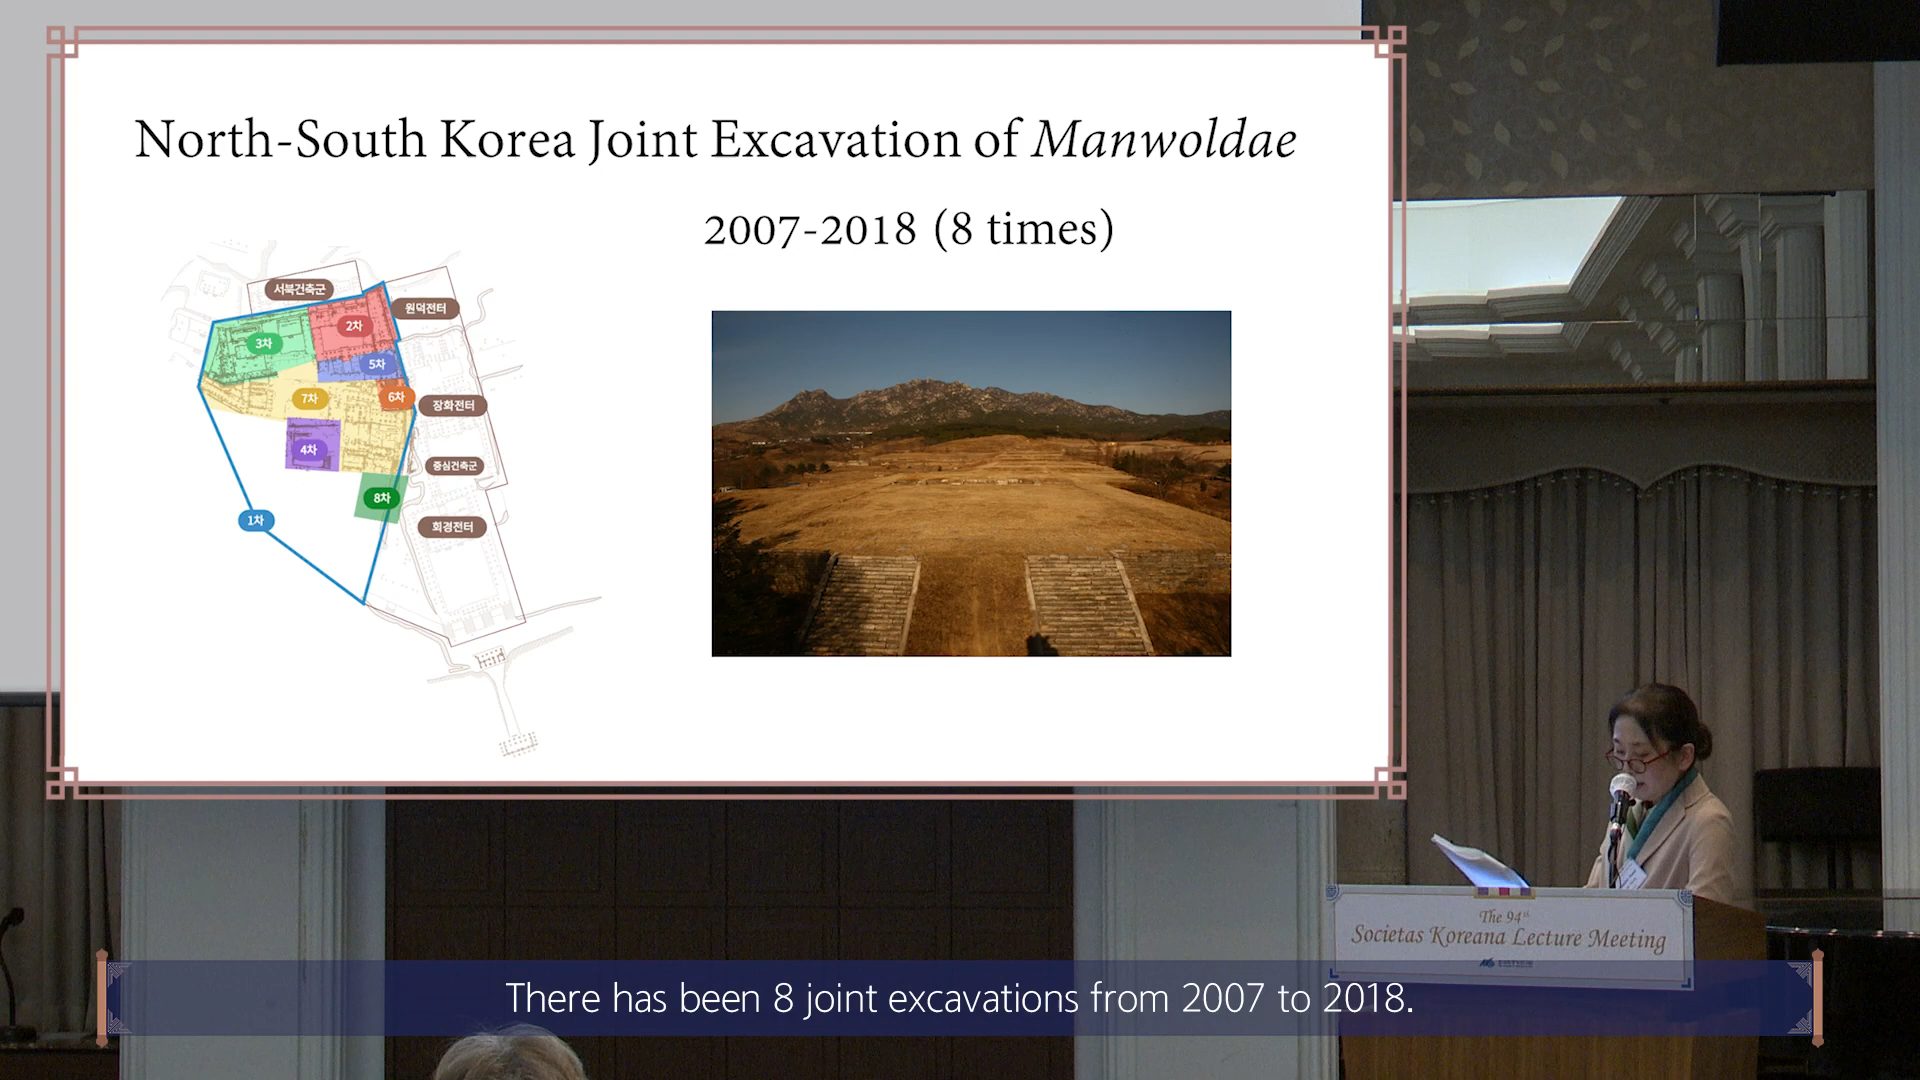 North-South Korea Joint Excavation of Manwoldae
2007-2018 (8 times)
서북건축군
원덕전터
2차
3차
5차
7차
6차
장화전터
4차
중심건축군
8차
1차
회경전터
The 94th
Societas Koreana Lecture Meeting
There has been 8 joint excavations from 2007 to 2018.